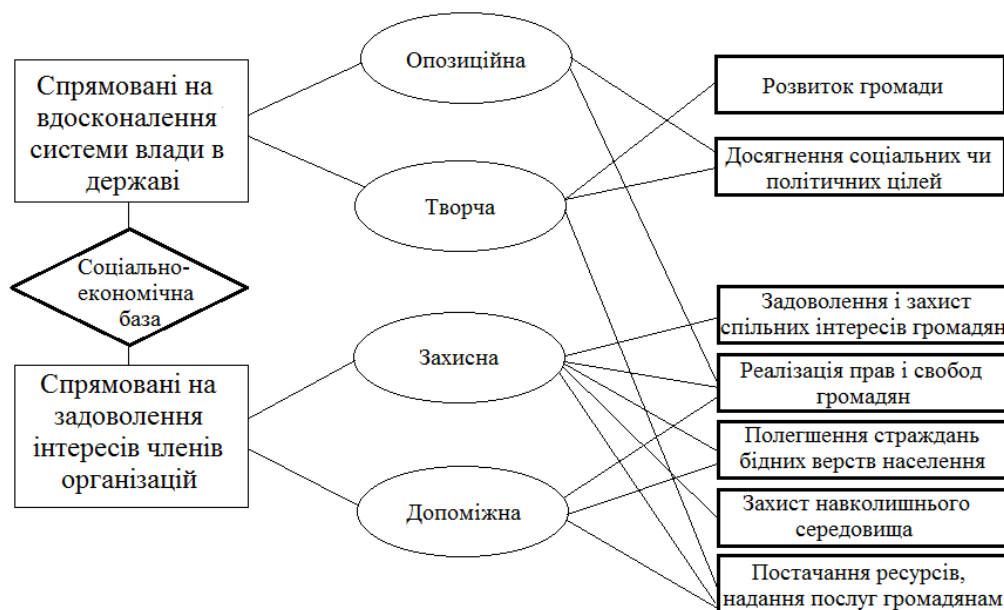 Спрямовані на
вдосконалення
системи влади в
державі
Соціально-
економічна
база
Спрямовані на
задоволення
інтересів членів
організацій
Опозиційна
Творча
Захисна
Допоміжна
Розвиток громади
Досягнення соціальних чи
політичних цілей
Задоволення і захист
спільних інтересів громадян
Реалізація прав і свобод
громадян
Полегшення страждань
бідних верств населення
Захист навколишнього
середовища
Постачання ресурсів,
надання послуг громадянам